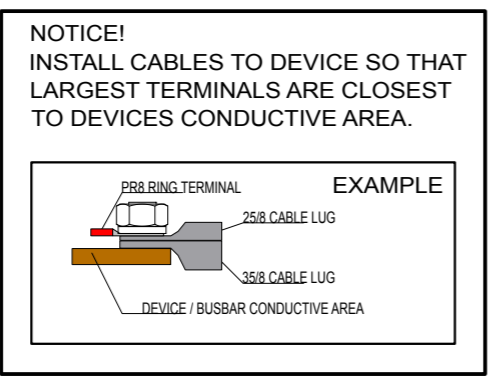 NOTICE!
INSTALL CABLES TO DEVICE SO THAT
LARGEST TERMINALS ARE CLOSEST
TO DEVICES CONDUCTIVE AREA.
EXAMPLE
PR8 RING TERMINAL
25/8 CABLE LUG
35/8 CABLE LUG
DEVICE / BUSBAR CONDUCTIVE AREA